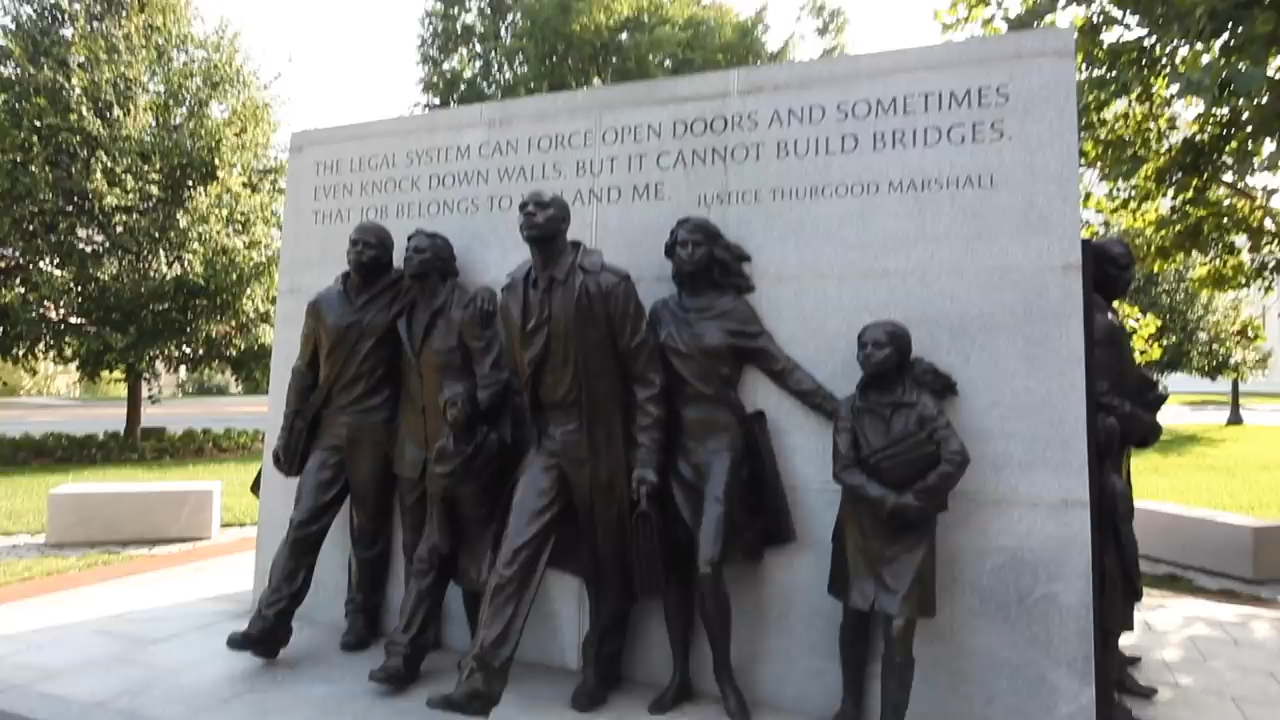 THE LEGAL SYSTEM CAN FORCE OPEN DOORS AND SOMETIMES
EVEN KNOCK DOWN WALLS. BUT IT CANNOT BUILD BRIDGES.
THAT JOB BELONGS TO AND ME. JUSTICE THURGOOD MARSHALL